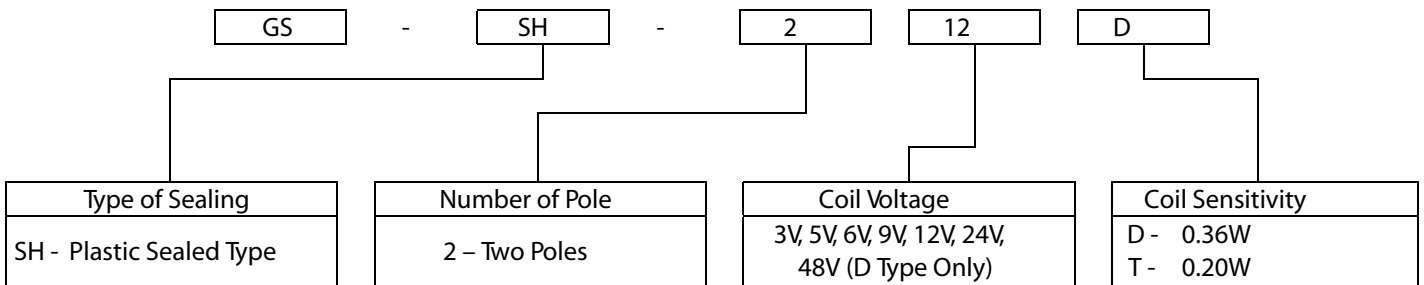 GS - SH - 2 12 D
Type of Sealing
SH - Plastic Sealed Type
Number of Pole
2 – Two Poles
Coil Voltage
3V, 5V, 6V, 9V, 12V, 24V,
48V (D Type Only)
Coil Sensitivity
D - 0.36W
T - 0.20W